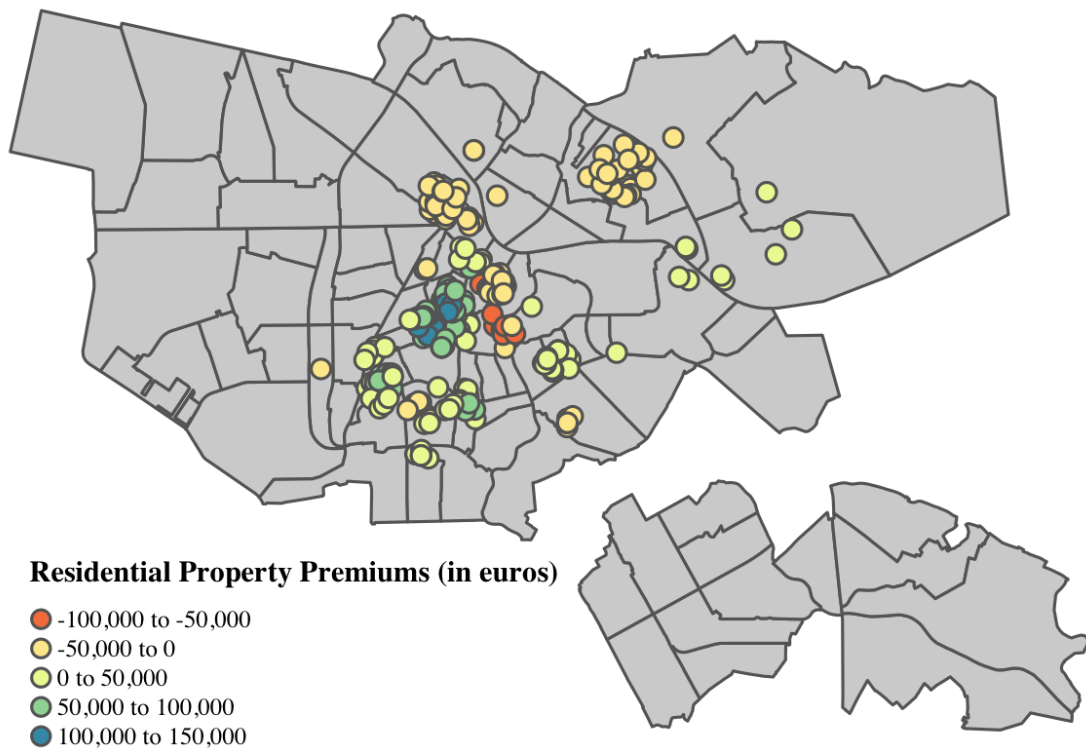 Residential Property Premiums (in euros)
-100,000 to -50,000
-50,000 to 0
0 to 50,000
50,000 to 100,000
100,000 to 150,000